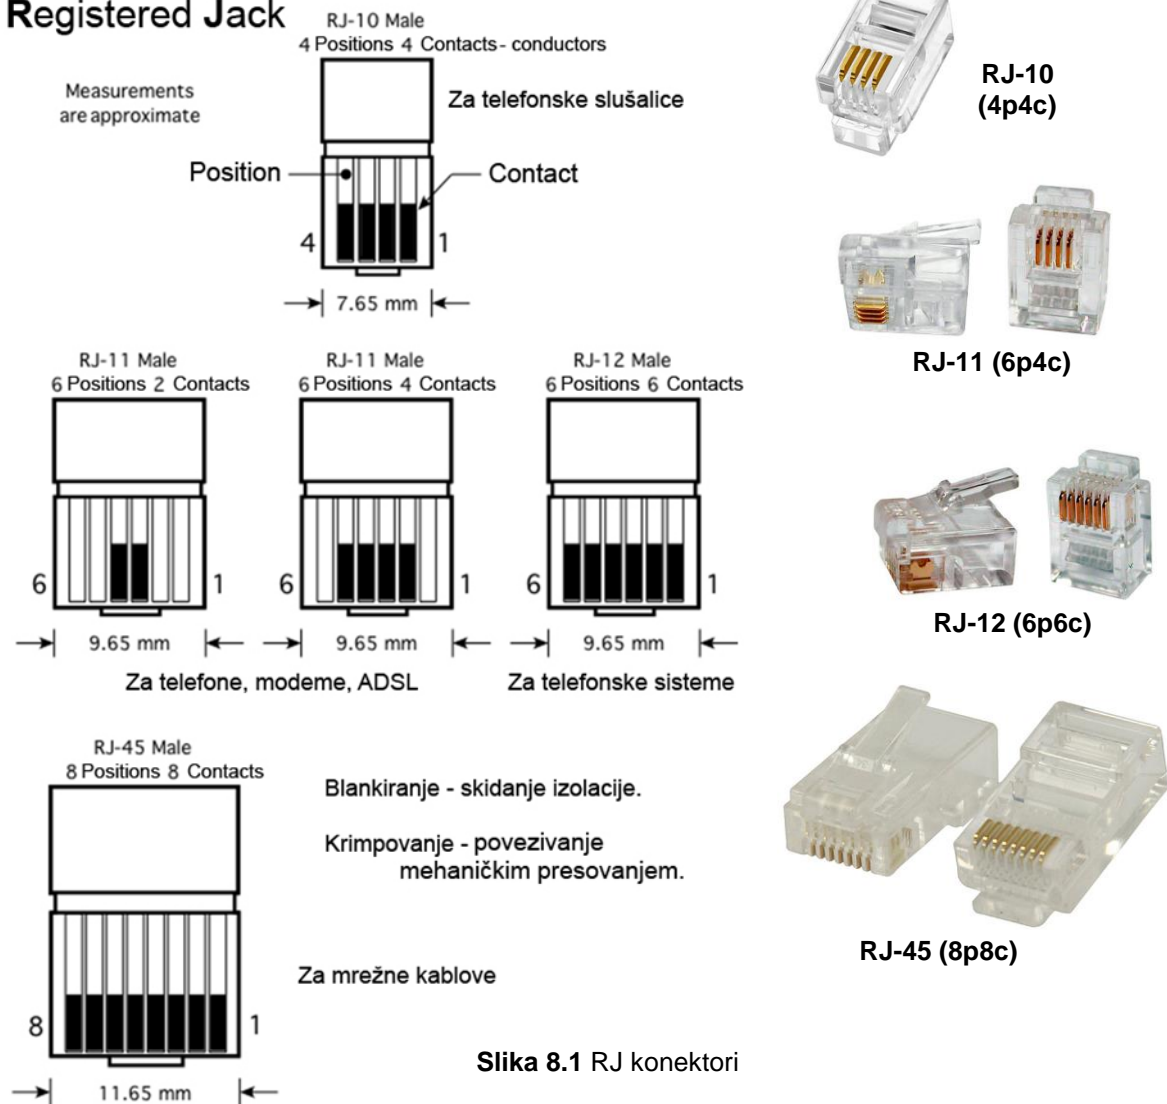 Registered Jack
RJ-10 Male
4 Positions 4 Contacts- conductors
Measurements
are approximate
Za telefonske slušalice
Position
Contact
4
1
7.65 mm
RJ-10
(4p4c)
RJ-11 (6p4c)
RJ-11 Male
6 Positions 2 Contacts
6
1
9.65 mm
RJ-11 Male
6 Positions 4 Contacts
6
1
9.65 mm
RJ-12 Male
6 Positions 6 Contacts
6
1
9.65 mm
Za telefone, modeme, ADSL
Za telefonske sisteme
RJ-12 (6p6c)
RJ-45 Male
8 Positions 8 Contacts
8
1
11.65 mm
Blankiranje - skidanje izolacije.
Krimpovanje - povezivanje
mehaničkim presovanjem.
Za mrežne kablove
RJ-45 (8p8c)
Slika 8.1 RJ konektori